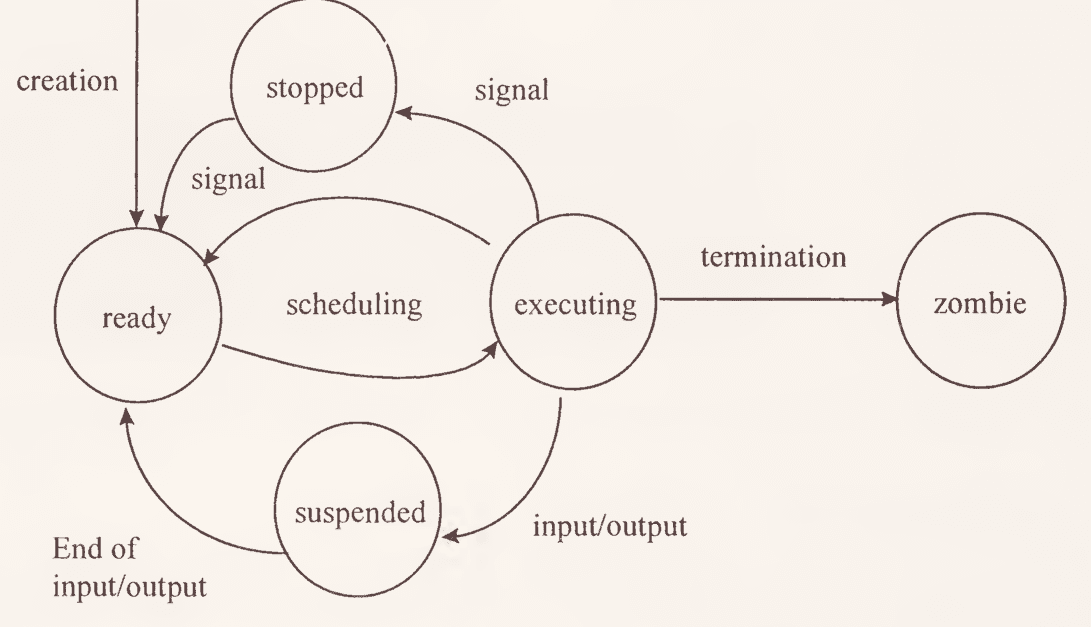 creation
stopped
signal
signal
ready
scheduling
executing
termination
zombie
suspended
input/output
End of
input/output